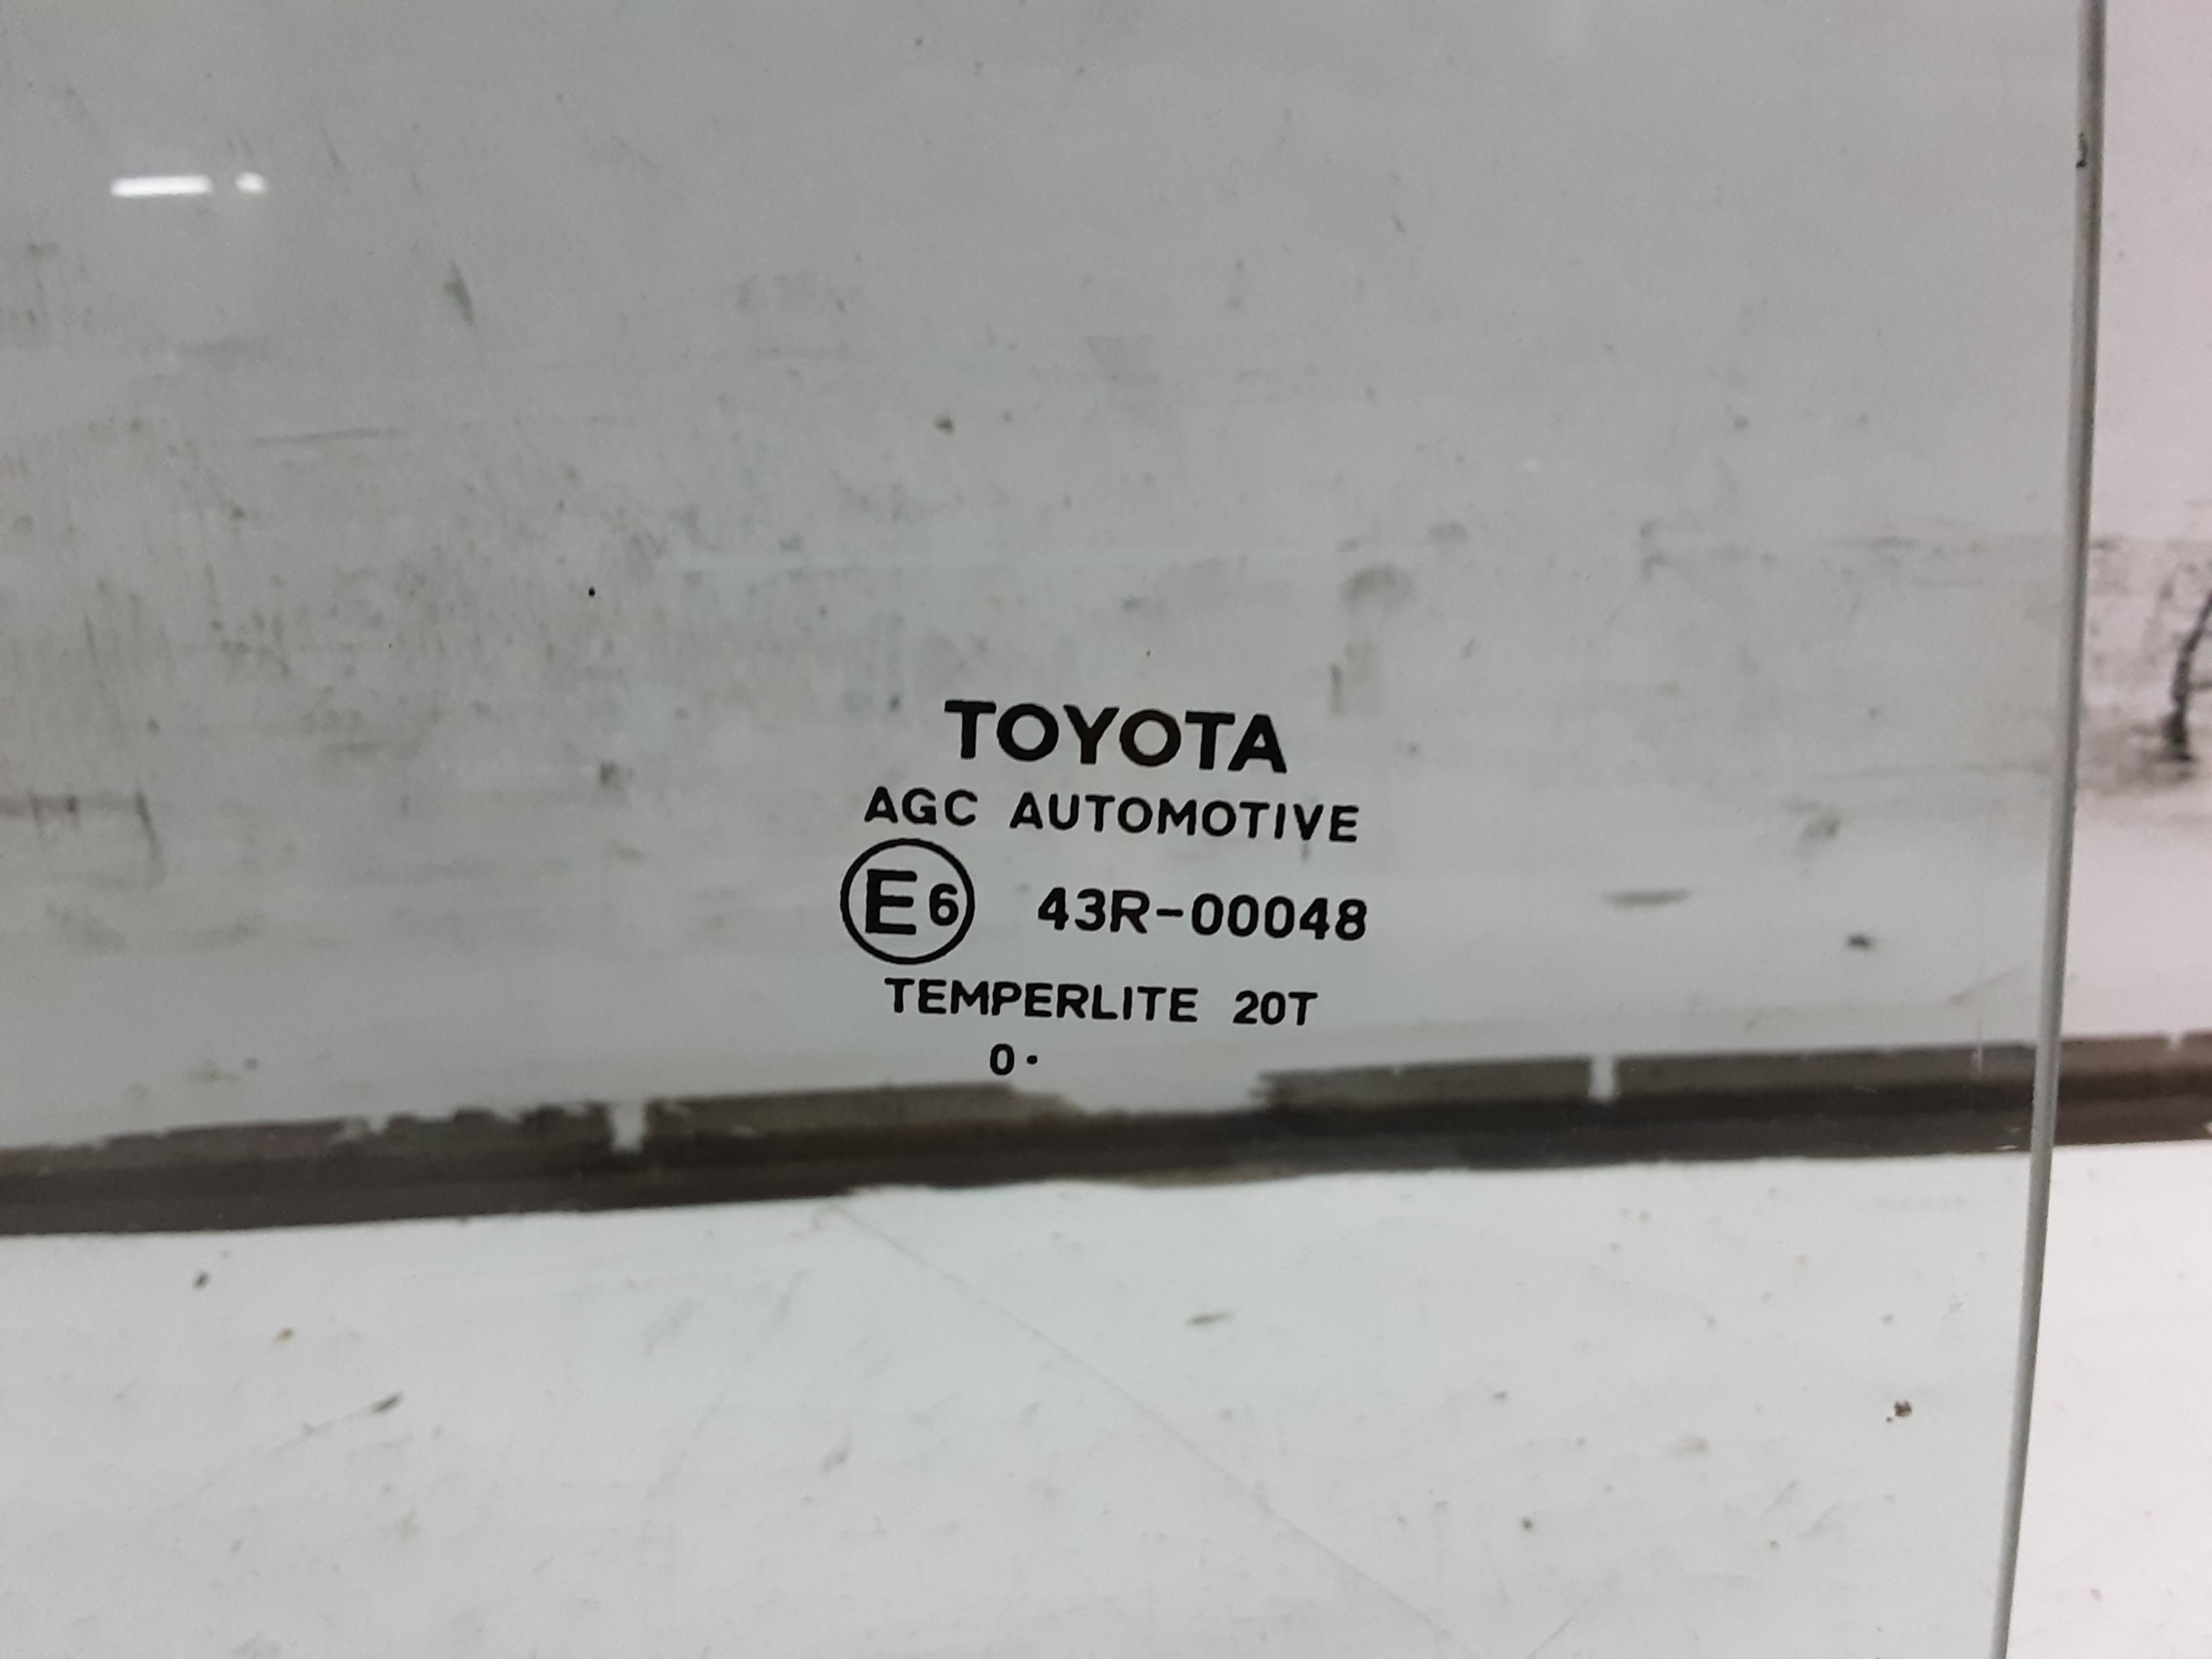 TOYOTA
AGC AUTOMOTIVE
E6 43R-00048
TEMPERLITE 20T
0·